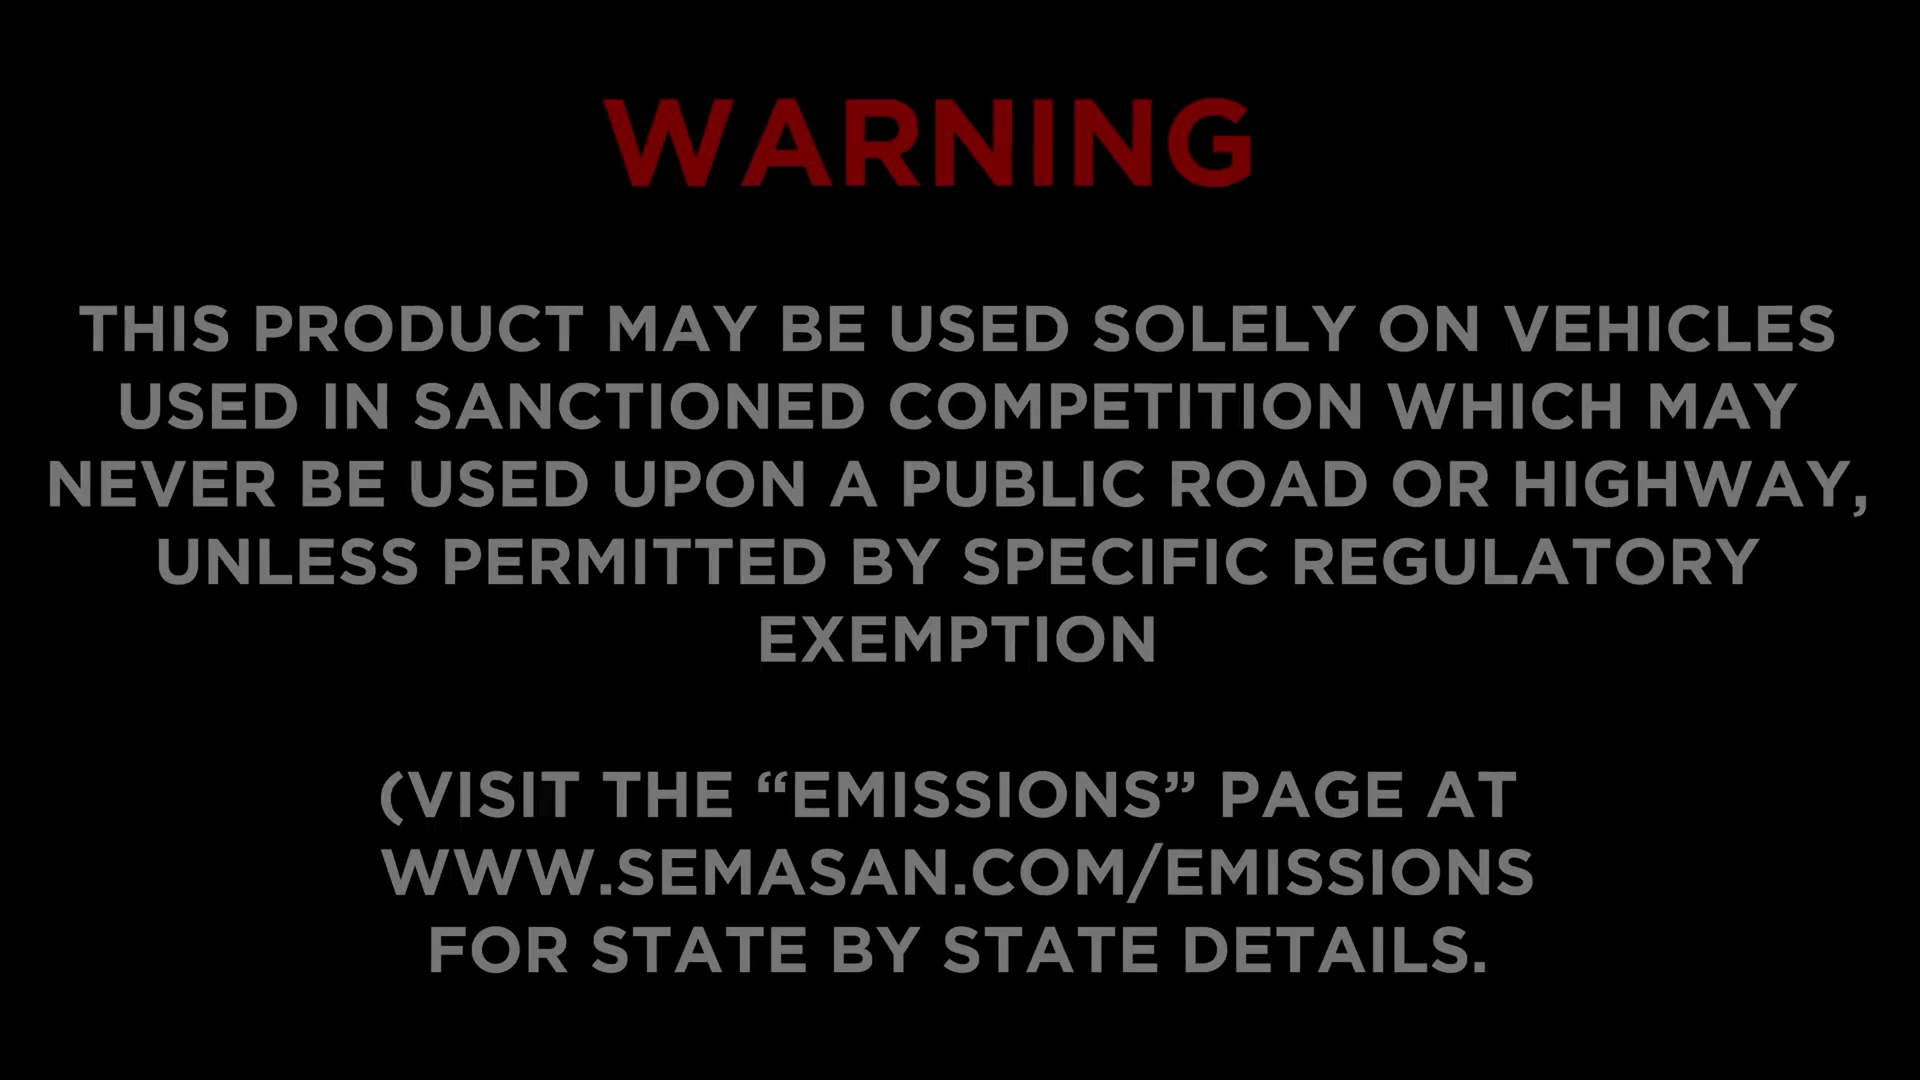 WARNING
THIS PRODUCT MAY BE USED SOLELY ON VEHICLES
USED IN SANCTIONED COMPETITION WHICH MAY
NEVER BE USED UPON A PUBLIC ROAD OR HIGHWAY,
UNLESS PERMITTED BY SPECIFIC REGULATORY
EXEMPTION
(VISIT THE “EMISSIONS” PAGE AT
WWW.SEMASAN.COM/EMISSIONS
FOR STATE BY STATE DETAILS.